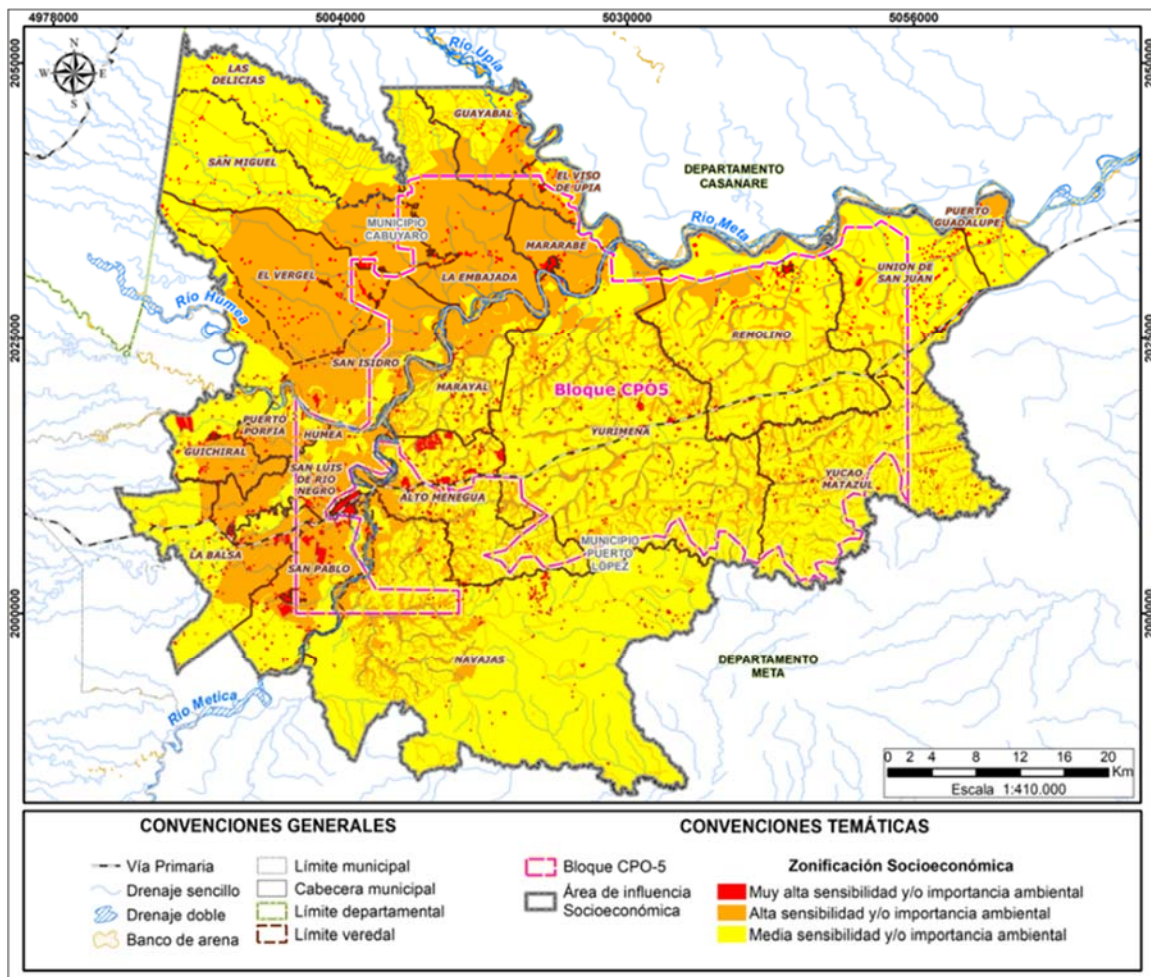 4978000
5004000
5030000
5056000
2050000
2050000
N
W
E
S
Río Upía
LAS
DELICIAS
GUAYABAL
SAN MIGUEL
EL VISO
DE UPIA
DEPARTAMENTO
CASANARE
MUNICIPIO
CABUYARO
Río Meta
PUERTO
GUADALUPE
MARARABE
EL VERGEL
LA EMBAJADA
UNION DE
SAN JUAN
Río Humea
2025000
2025000
REMOLINO
SAN ISIDRO
MARAYAL
Bloque CPO5
PUERTO
PORFIA
HUMEA
YURIMENA
GUICHIRAL
SAN LUIS
DE RIO
NEGRO
YUCAO
MATAZUL
ALTO MENEGUA
MUNICIPIO
PUERTO
LÓPEZ
LA BALSA
SAN PABLO
2000000
2000000
NAVAJAS
DEPARTAMENTO
META
Río Metica
0 2 4 8 12 16 20
Km
Escala 1:410.000
CONVENCIONES GENERALES
Vía Primaria
Drenaje sencillo
Drenaje doble
Banco de arena
Límite municipal
Cabecera municipal
Límite departamental
Límite veredal
CONVENCIONES TEMÁTICAS
Bloque CPO-5
Área de influencia
Socioeconómica
Zonificación Socioeconómica
Muy alta sensibilidad y/o importancia ambiental
Alta sensibilidad y/o importancia ambiental
Media sensibilidad y/o importancia ambiental